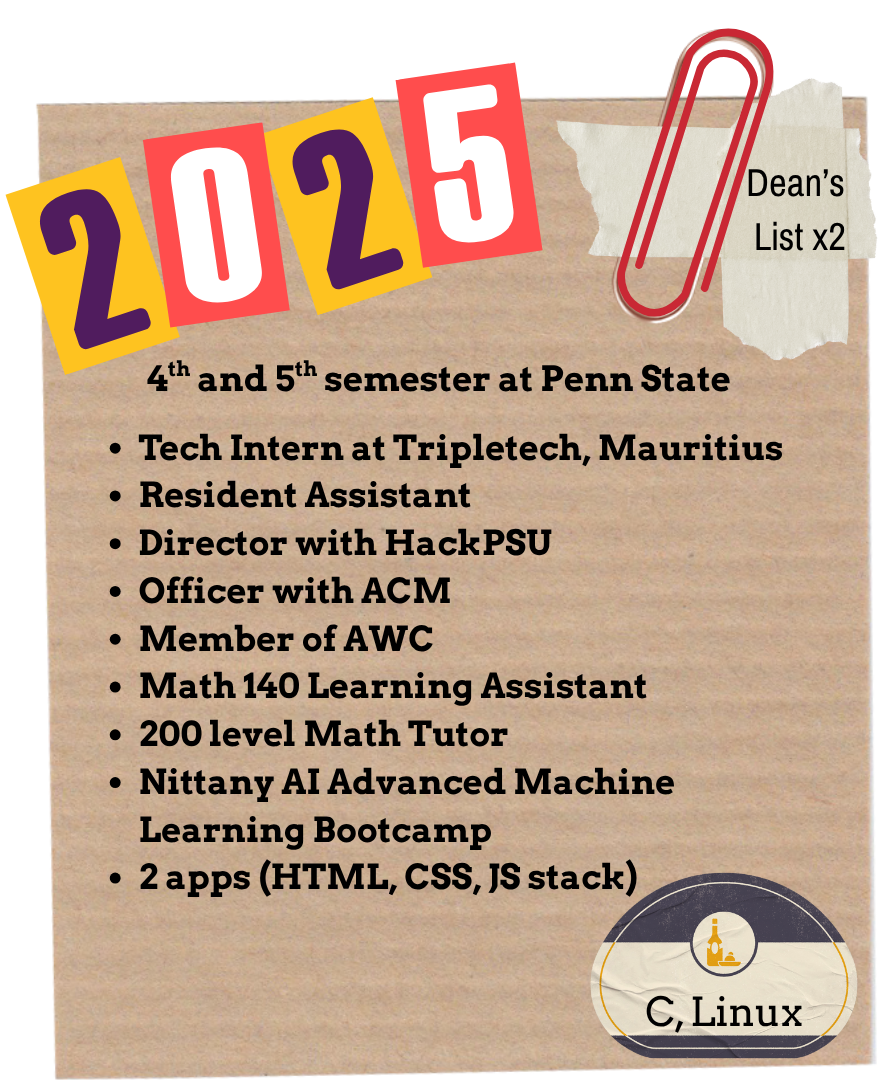 2025
Dean’s
List x2
4th and 5th semester at Penn State
• Tech Intern at Tripletech, Mauritius
• Resident Assistant
• Director with HackPSU
• Officer with ACM
• Member of AWC
• Math 140 Learning Assistant
• 200 level Math Tutor
• Nittany AI Advanced Machine
Learning Bootcamp
• 2 apps (HTML, CSS, JS stack)
C, Linux